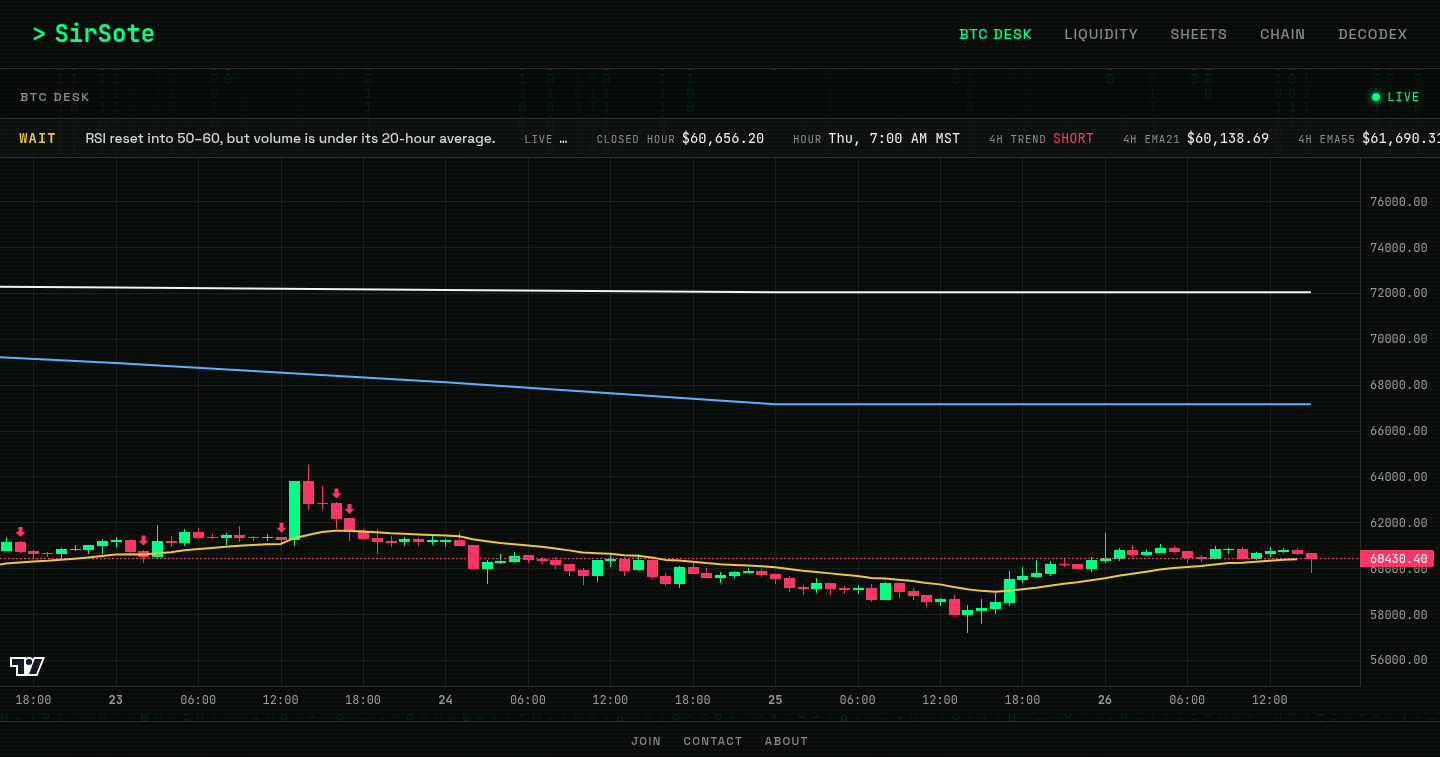 > SirSote
BTC DESK LIQUIDITY SHEETS CHAIN DECODEX
BTC DESK
LIVE
WAIT RSI reset into 50–60, but volume is under its 20-hour average. LIVE … CLOSED HOUR $60,656.20 HOUR Thu, 7:00 AM MST 4H TREND SHORT 4H EMA21 $60,138.69 4H EMA55 $61,690.31
76000.00
74000.00
72000.00
70000.00
68000.00
66000.00
64000.00
62000.00
60430.40
60000.00
58000.00
56000.00
18:00 23 06:00 12:00 18:00 24 06:00 12:00 18:00 25 06:00 12:00 18:00 26 06:00 12:00
JOIN CONTACT ABOUT